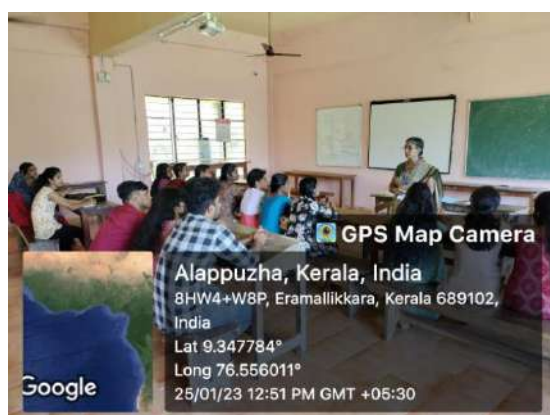 GPS Map Camera
Alappuzha, Kerala, India
8HW4+W8P, Eramallikkara, Kerala 689102,
India
Lat 9.347784°
Long 76.556011°
25/01/23 12:51 PM GMT +05:30
Google